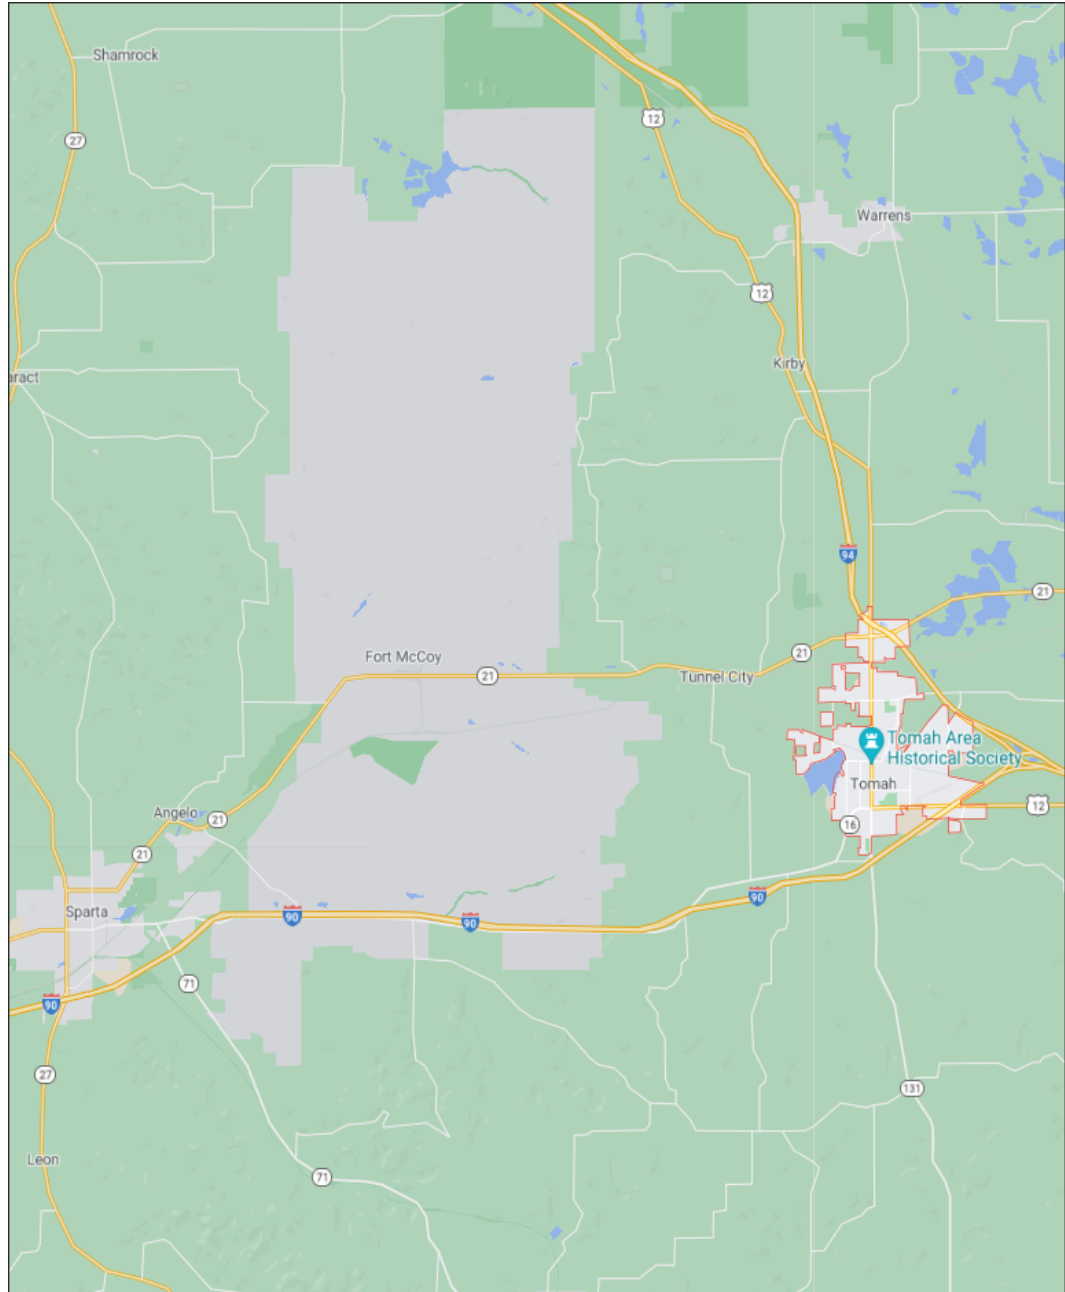 Shamrock
12
27
Warrens
12
Kirby
aract
94
21
Fort McCoy
21
21
Tunnel City
Tomah Area
Historical Society
Tomah
12
Angelo
21
16
21
90
Sparta
90
90
71
90
27
131
Leon
71